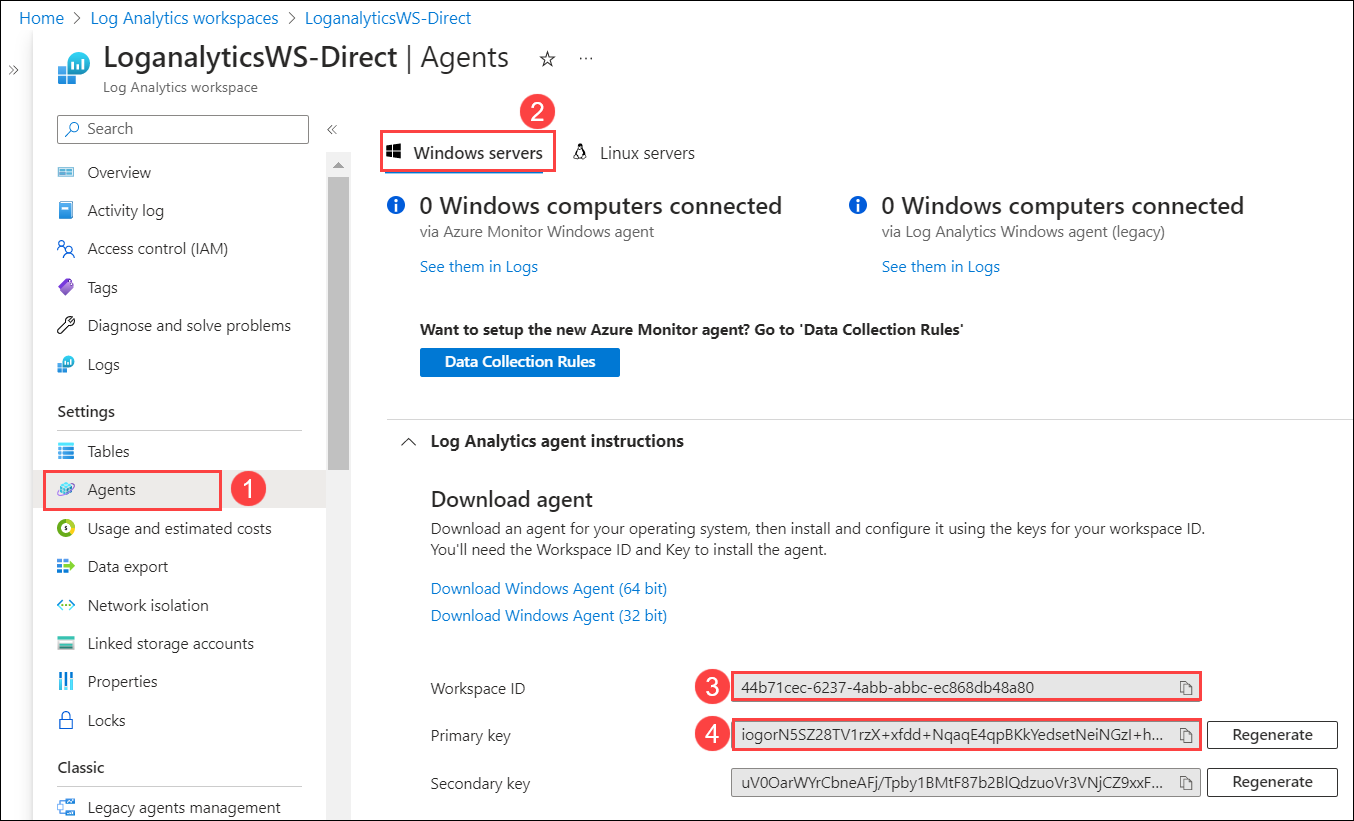 Home > Log Analytics workspaces > LoganalyticsWS-Direct
»
LoganalyticsWS-Direct | Agents ☆ ...
Log Analytics workspace
Search
«
Overview
Activity log
Access control (IAM)
Tags
Diagnose and solve problems
Logs
Settings
Tables
Agents
1
Usage and estimated costs
Data export
Network isolation
Linked storage accounts
Properties
Locks
Classic
Legacy agents management
2
Windows servers
Linux servers
0 Windows computers connected
via Azure Monitor Windows agent
See them in Logs
0 Windows computers connected
via Log Analytics Windows agent (legacy)
See them in Logs
Want to setup the new Azure Monitor agent? Go to 'Data Collection Rules'
Data Collection Rules
Log Analytics agent instructions
Download agent
Download an agent for your operating system, then install and configure it using the keys for your workspace ID.
You'll need the Workspace ID and Key to install the agent.
Download Windows Agent (64 bit)
Download Windows Agent (32 bit)
Workspace ID 3 44b71cec-6237-4abb-abbc-ec868db48a80
Primary key 4 iogorN5SZ28TV1rzX+xfdd+NqaqE4qpBKkYedsetNeiNGzI+h... Regenerate
Secondary key uV0OarWYrCbneAFj/Tpby1BMtF87b2BlQdzuoVr3VNjCZ9xxF... Regenerate